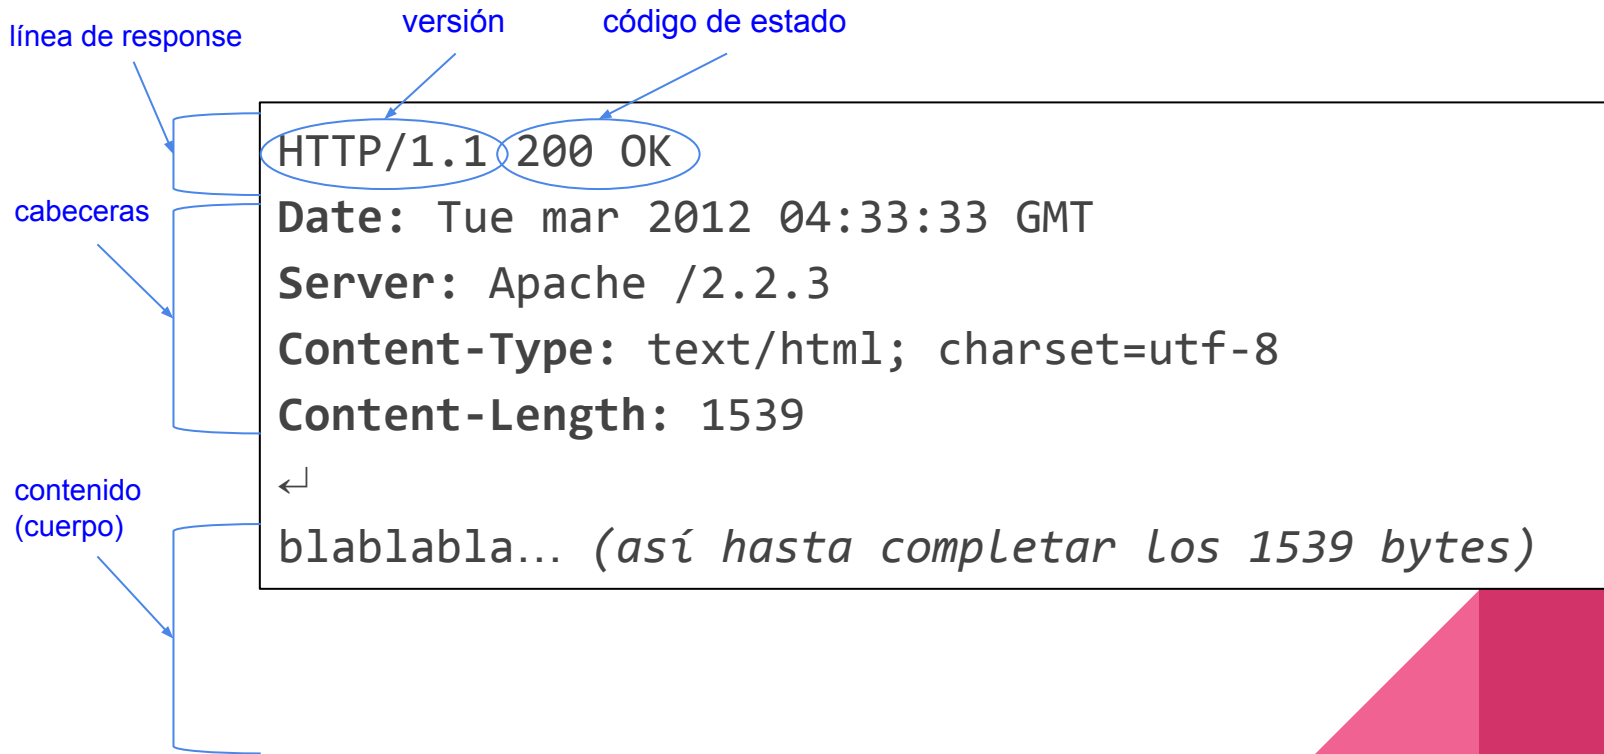 versión
código de estado
línea de response
HTTP/1.1 200 OK
cabeceras
Date: Tue mar 2012 04:33:33 GMT
Server: Apache /2.2.3
Content-Type: text/html; charset=utf-8
Content-Length: 1539
↵
contenido
(cuerpo)
blablabla... (así hasta completar los 1539 bytes)